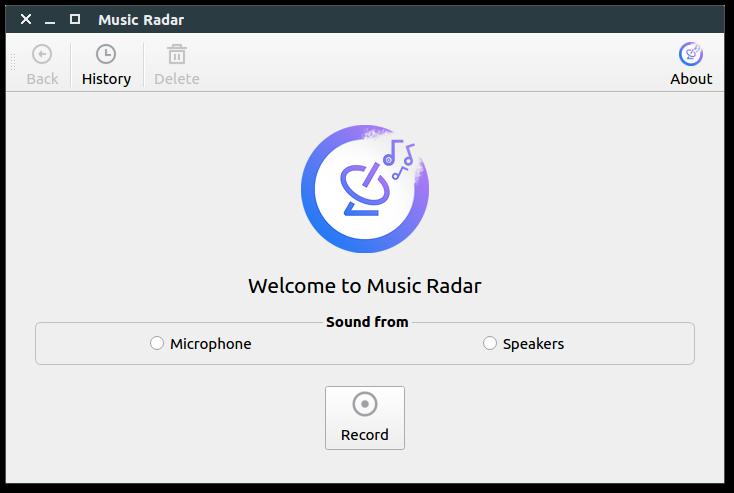 Music Radar
Back
History
Delete
About
Welcome to Music Radar
Sound from
Microphone
Speakers
Record